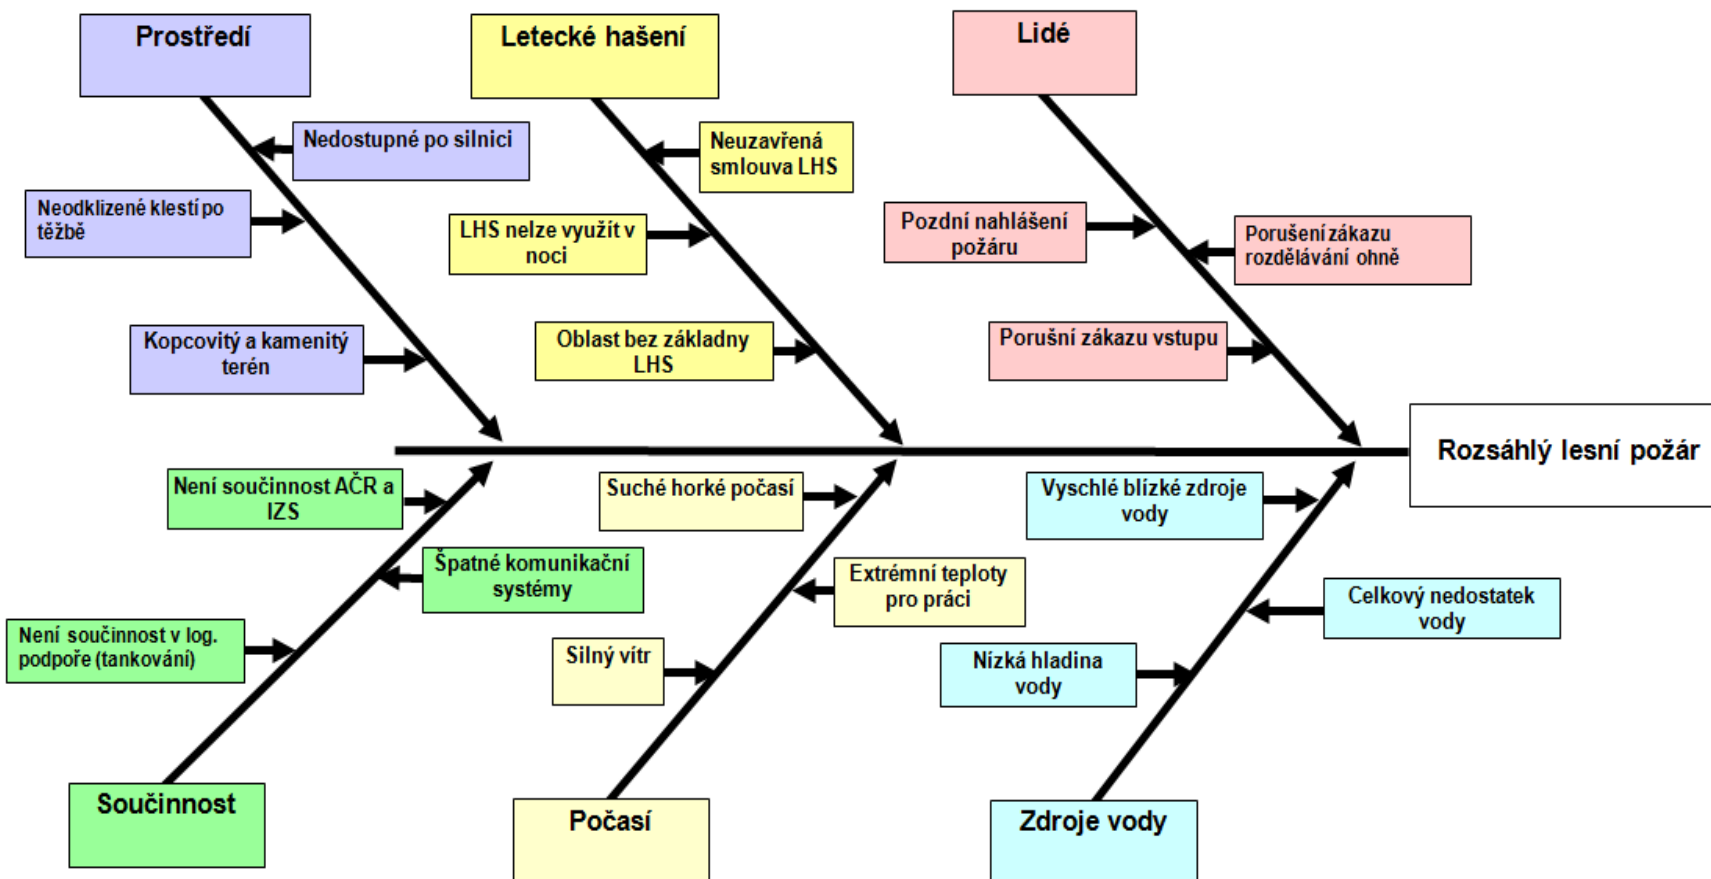 Prostředí
Letecké hašení
Lidé
Nedostupné po silnici
Neuzavřená
smlouva LHS
Neodklizené klestí po
těžbě
LHS nelze využít v
noci
Pozdní nahlášení
požáru
Porušení zákazu
rozdělávání ohně
Kopcovitý a kamenitý
terén
Oblast bez základny
LHS
Porušní zákazu vstupu
Rozsáhlý lesní požár
Není součinnost AČR a
IZS
Suché horké počasí
Vyschlé blízké zdroje
vody
Špatné komunikační
systémy
Extrémní teploty
pro práci
Celkový nedostatek
vody
Není součinnost v log.
podpoře (tankování)
Silný vítr
Nízká hladina
vody
Součinnost
Počasí
Zdroje vody